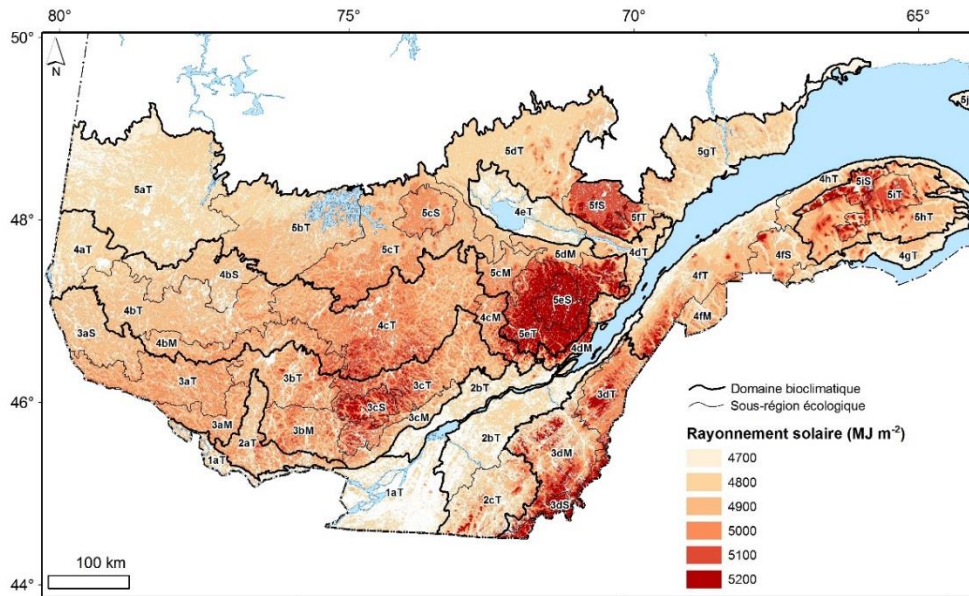 80° 75° 70° 65°
50°
N
5j
5dT
5gT
5aT
4hT
5iS
5fS
5iT
48°
5cS
4eT
5fT
5hT
5bT
4aT
5cT
5dM
4dT
4fS
4gT
4bS
5cM
4fT
5eS
4bT
4cT
4cM
4fM
3aS
4bM
5eT
4dM
3bT
3aT
3cT
2bT
3dT
46°
3cS
3cM
3aM
3bM
2bT
2aT
3dM
1aT
1aT
2cT
3dS
Domaine bioclimatique
Sous-région écologique
Rayonnement solaire (MJ m⁻²)
4700
4800
4900
5000
5100
5200
100 km
44°